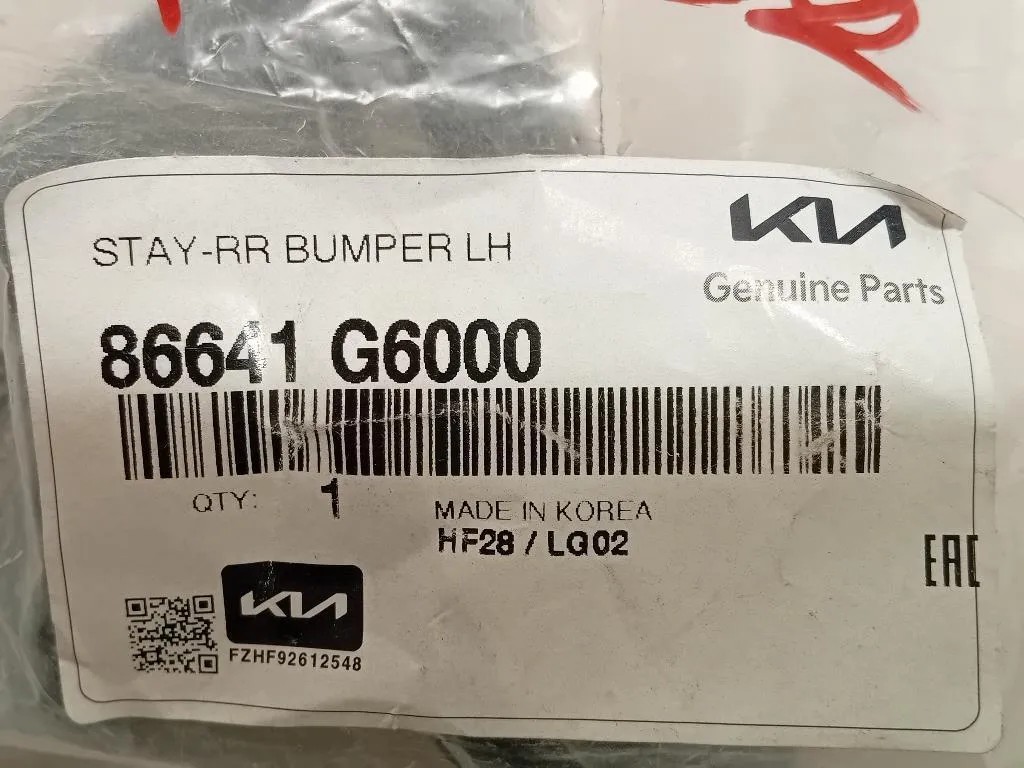 KIA
Genuine Parts
STAY-RR BUMPER LH
86641 G6000
QTY: 1
MADE IN KOREA
HF28 / LG02
EAC
KIA
FZHF92612548